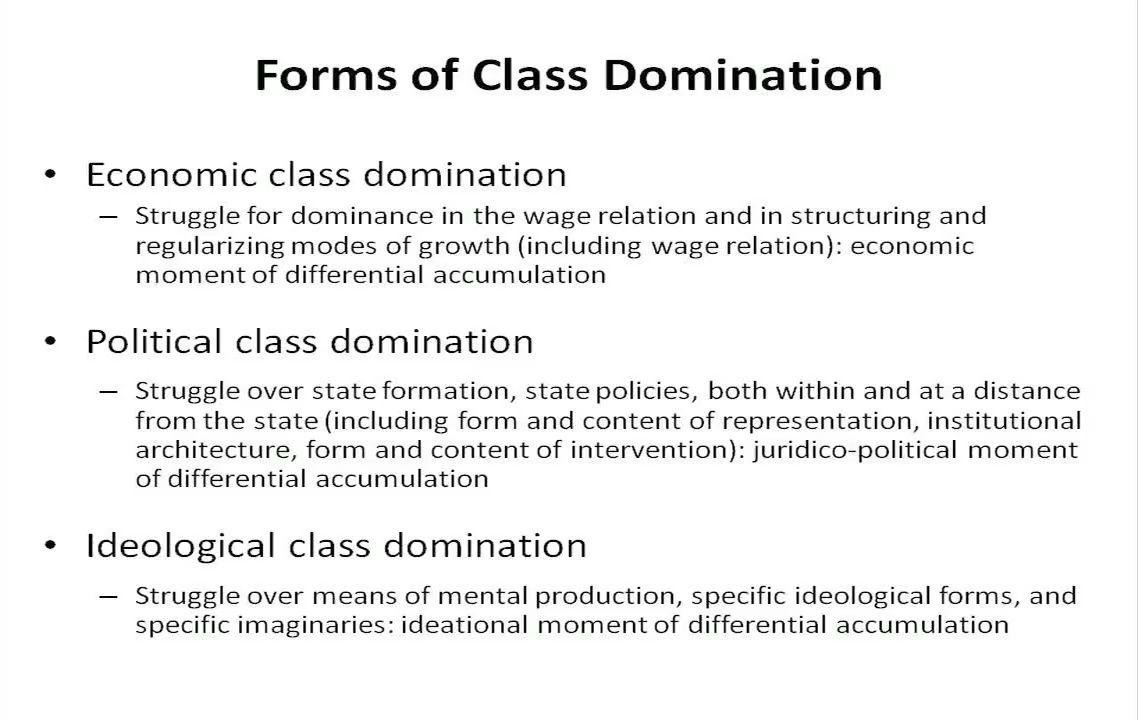 Forms of Class Domination
• Economic class domination
– Struggle for dominance in the wage relation and in structuring and
regularizing modes of growth (including wage relation): economic
moment of differential accumulation
• Political class domination
– Struggle over state formation, state policies, both within and at a distance
from the state (including form and content of representation, institutional
architecture, form and content of intervention): juridico-political moment
of differential accumulation
• Ideological class domination
– Struggle over means of mental production, specific ideological forms, and
specific imaginaries: ideational moment of differential accumulation